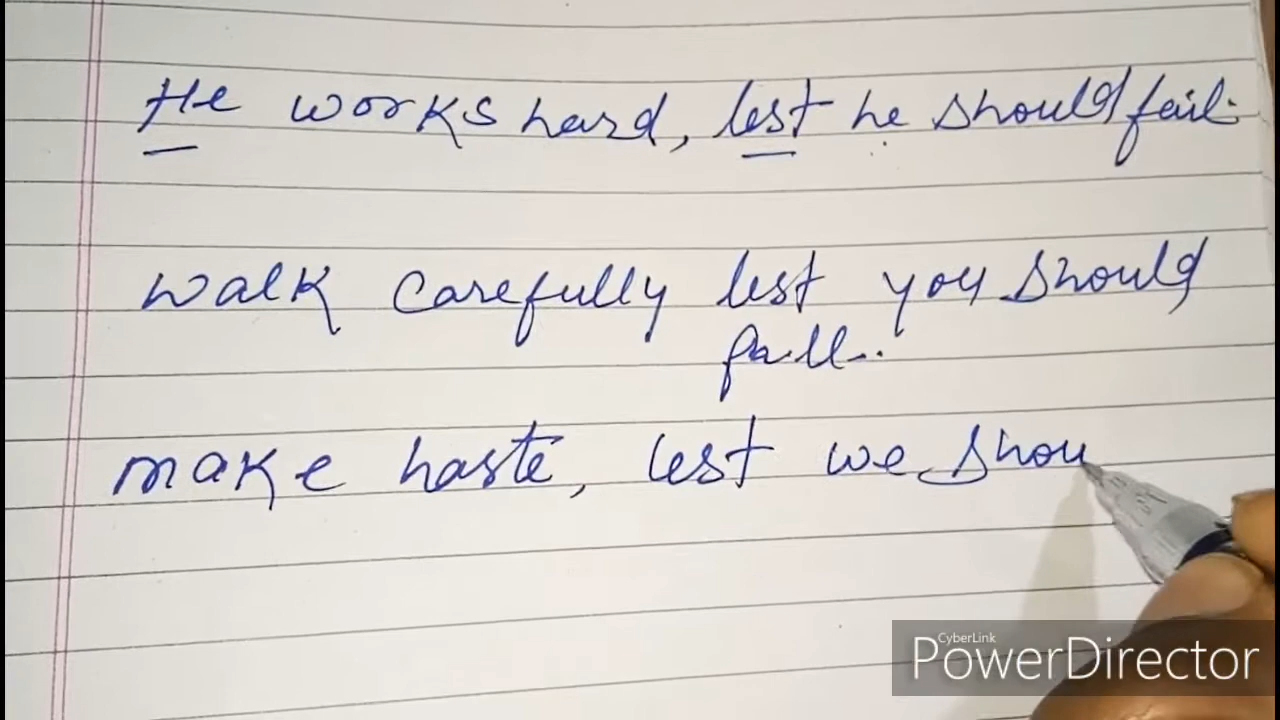 He works hard, lest he should fail.
walk carefully lest you should
fall..
make haste, lest we shou
CyberLink
PowerDirector